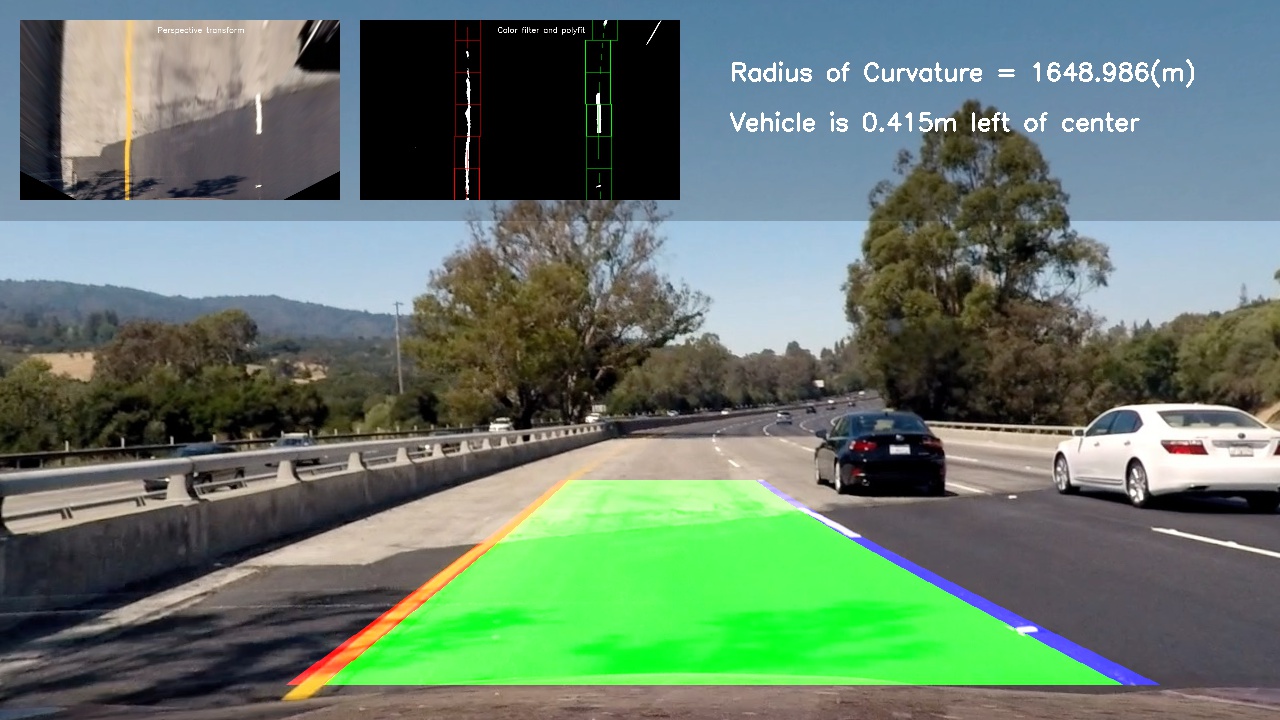 Perspective transform
Color filter and polyfit
Radius of Curvature = 1648.986(m)
Vehicle is 0.415m left of center